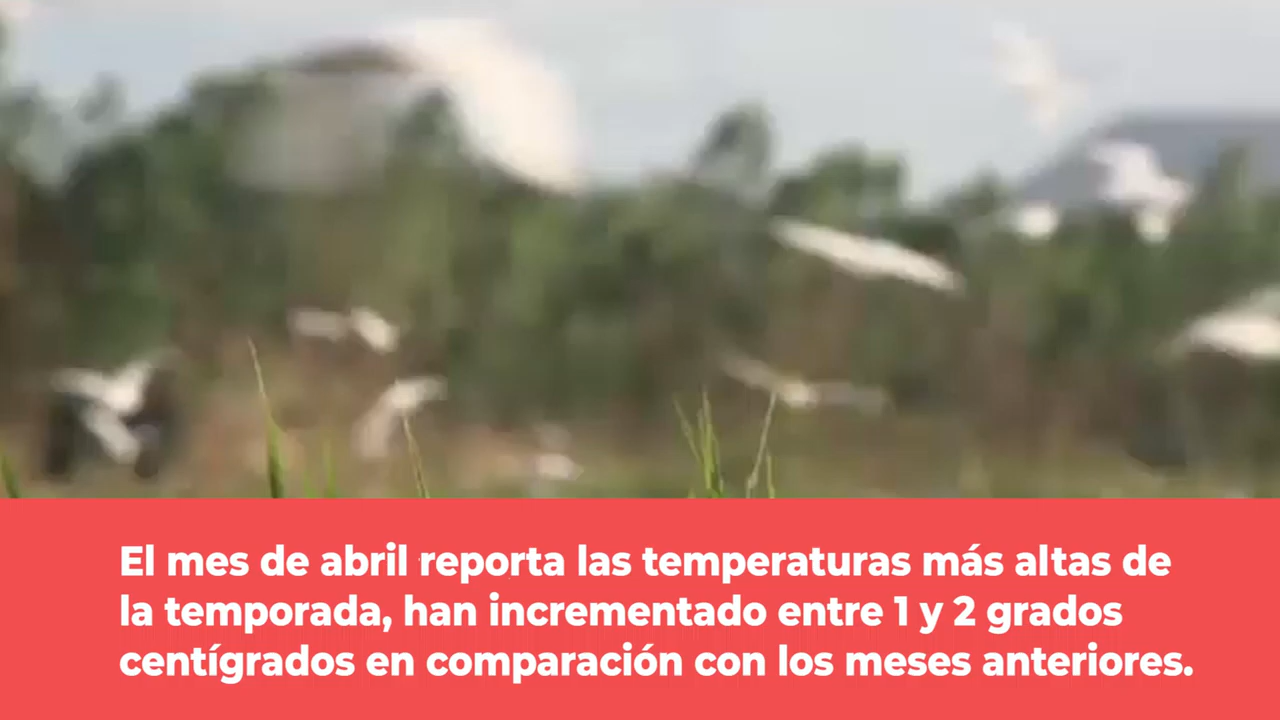 El mes de abril reporta las temperaturas más altas de
la temporada, han incrementado entre 1 y 2 grados
centígrados en comparación con los meses anteriores.